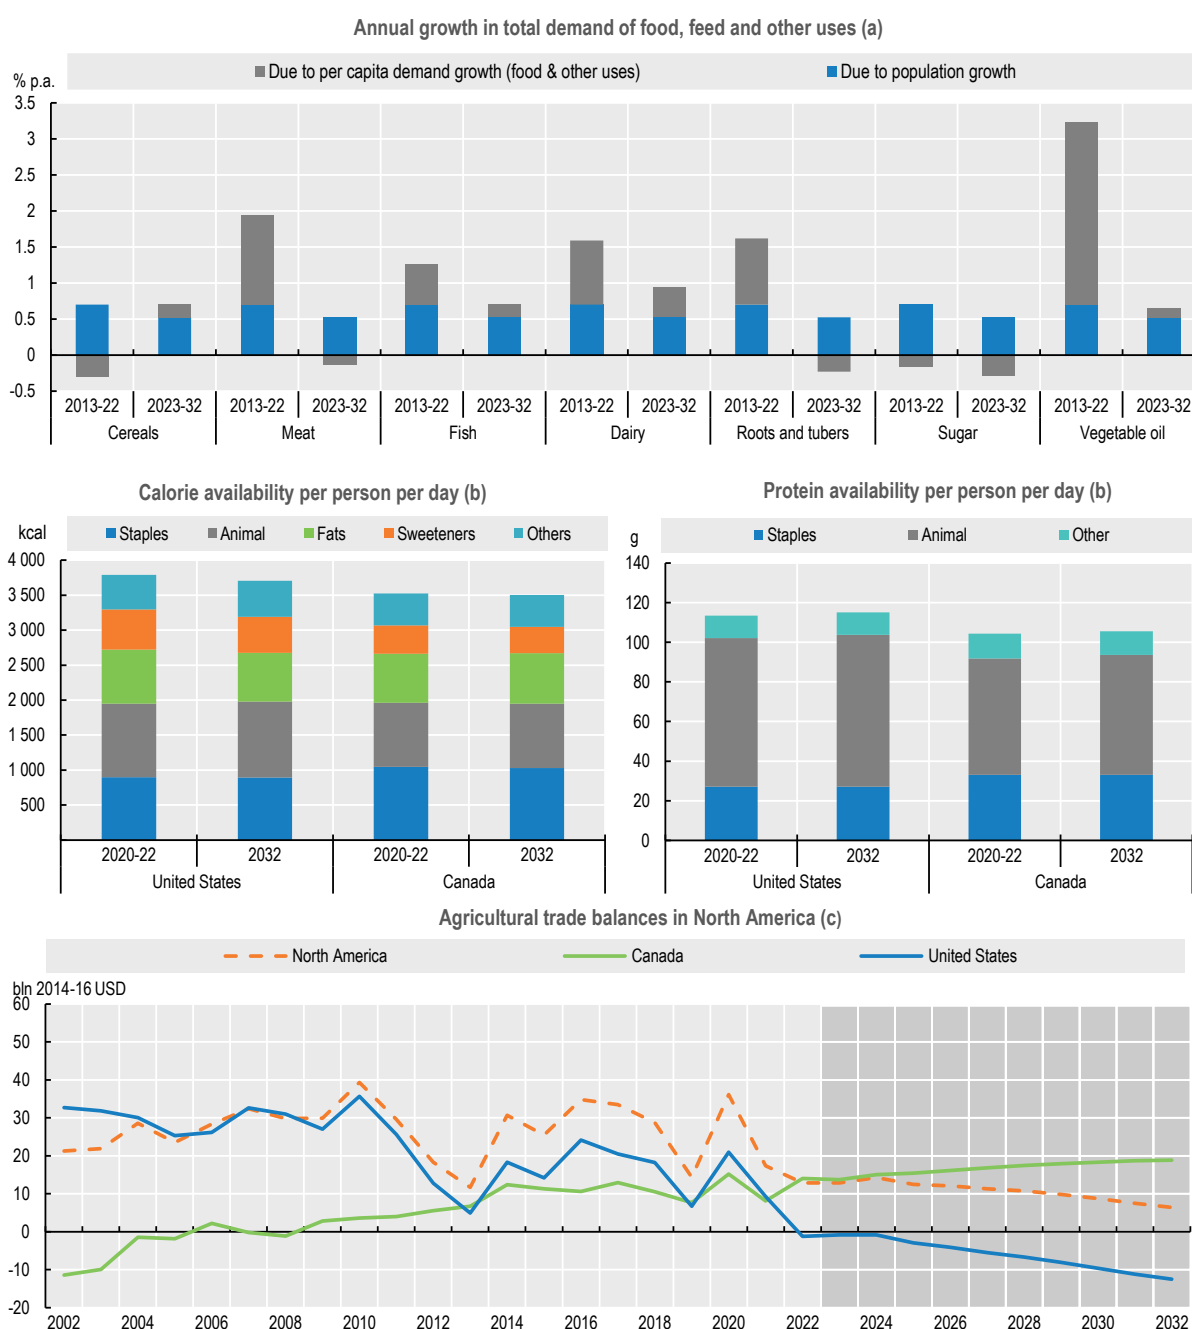 Annual growth in total demand of food, feed and other uses (a)
Due to per capita demand growth (food & other uses)
Due to population growth
% p.a.
3.5
3
2.5
2
1.5
1
0.5
0
-0.5
2013-22 2023-32 2013-22 2023-32 2013-22 2023-32 2013-22 2023-32 2013-22 2023-32 2013-22 2023-32 2013-22 2023-32
Cereals Meat Fish Dairy Roots and tubers Sugar Vegetable oil
Calorie availability per person per day (b)
kcal
Staples Animal Fats Sweeteners Others
4 000
3 500
3 000
2 500
2 000
1 500
1 000
500
2020-22 2032 2020-22 2032
United States Canada
Protein availability per person per day (b)
g
Staples Animal Other
140
120
100
80
60
40
20
0
2020-22 2032 2020-22 2032
United States Canada
Agricultural trade balances in North America (c)
North America Canada United States
bln 2014-16 USD
60
50
40
30
20
10
0
-10
-20
2002 2004 2006 2008 2010 2012 2014 2016 2018 2020 2022 2024 2026 2028 2030 2032